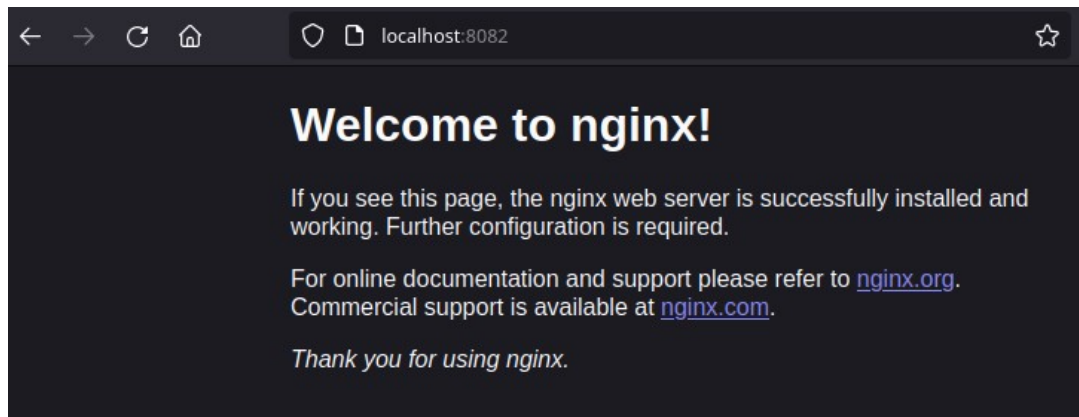 localhost:8082
Welcome to nginx!
If you see this page, the nginx web server is successfully installed and
working. Further configuration is required.
For online documentation and support please refer to nginx.org.
Commercial support is available at nginx.com.
Thank you for using nginx.